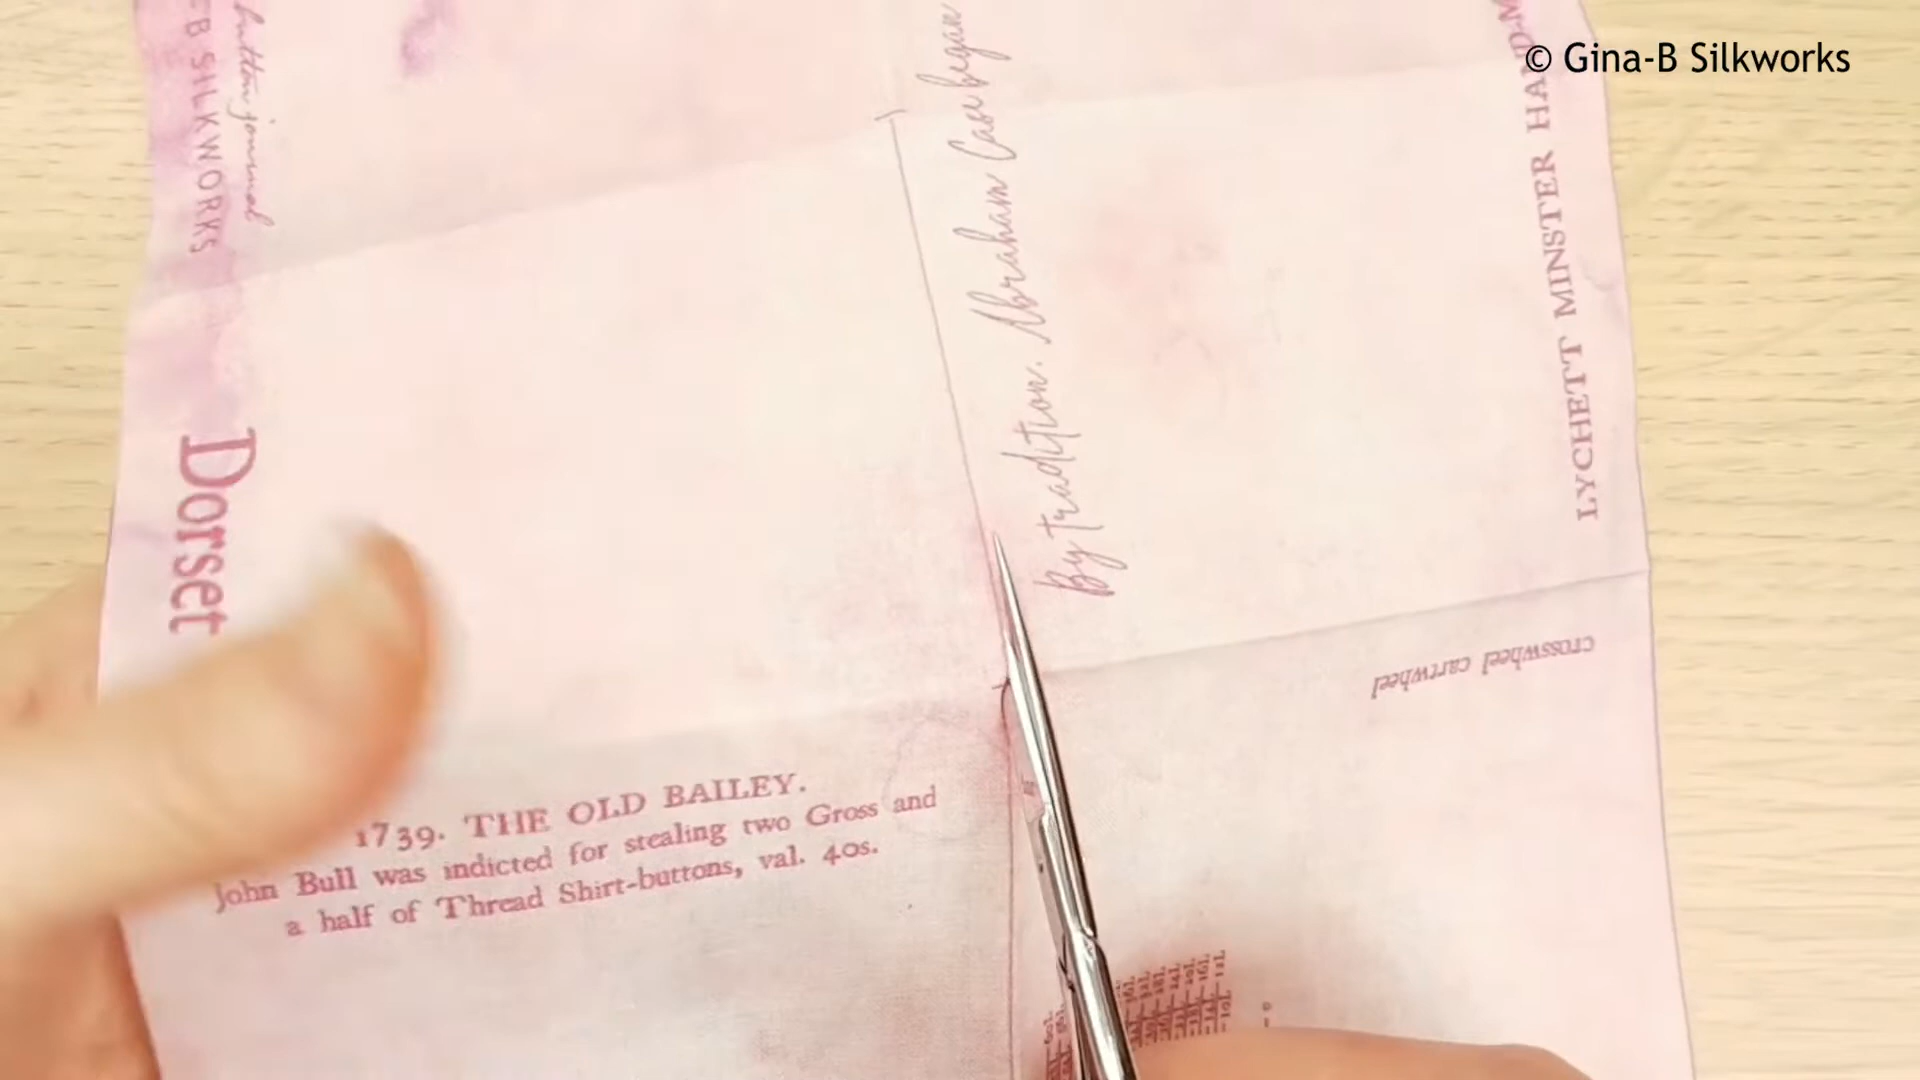 © Gina-B Silkworks
button journal
B SILKWORKS
By tradition. Abraham Case began
LYCHETT MINSTER
Dorset
crosswheel cartwheel
1739. THE OLD BAILEY.
John Bull was indicted for stealing two Gross and
a half of Thread Shirt-buttons, val. 40s.